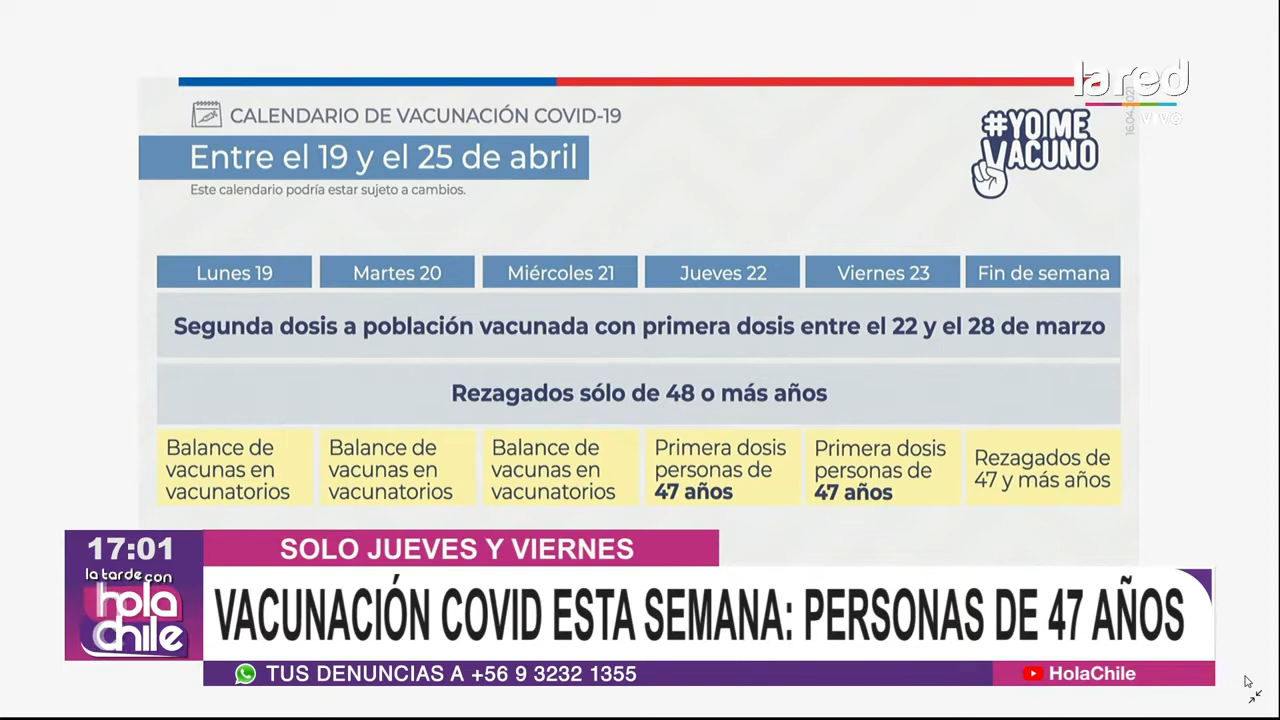 lared
vivo
16.04.2021
CALENDARIO DE VACUNACIÓN COVID-19
Entre el 19 y el 25 de abril
Este calendario podría estar sujeto a cambios.
#YO ME
VACUNO
Lunes 19
Martes 20
Miércoles 21
Jueves 22
Viernes 23
Fin de semana
Segunda dosis a población vacunada con primera dosis entre el 22 y el 28 de marzo
Rezagados sólo de 48 o más años
Balance de
vacunas en
vacunatorios
Balance de
vacunas en
vacunatorios
Balance de
vacunas en
vacunatorios
Primera dosis
personas de
47 años
Primera dosis
personas de
47 años
Rezagados de
47 y más años
17:01
la tarde con
hola
chile
SOLO JUEVES Y VIERNES
VACUNACIÓN COVID ESTA SEMANA: PERSONAS DE 47 AÑOS
TUS DENUNCIAS A +56 9 3232 1355
HolaChile